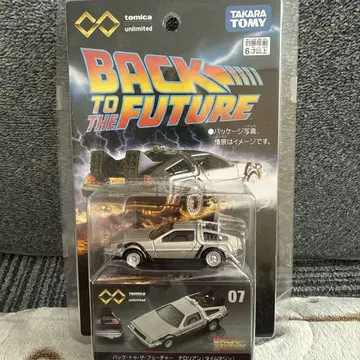 tomica
unlimited
TAKARA
TOMY
対象年齢
6才以上
BACK
TO THE
FUTURE
●パッケージ写真、
情景はイメージです。
tomica
unlimited
07
バック・トゥ・ザ・フューチャー デロリアン(タイムマシン)